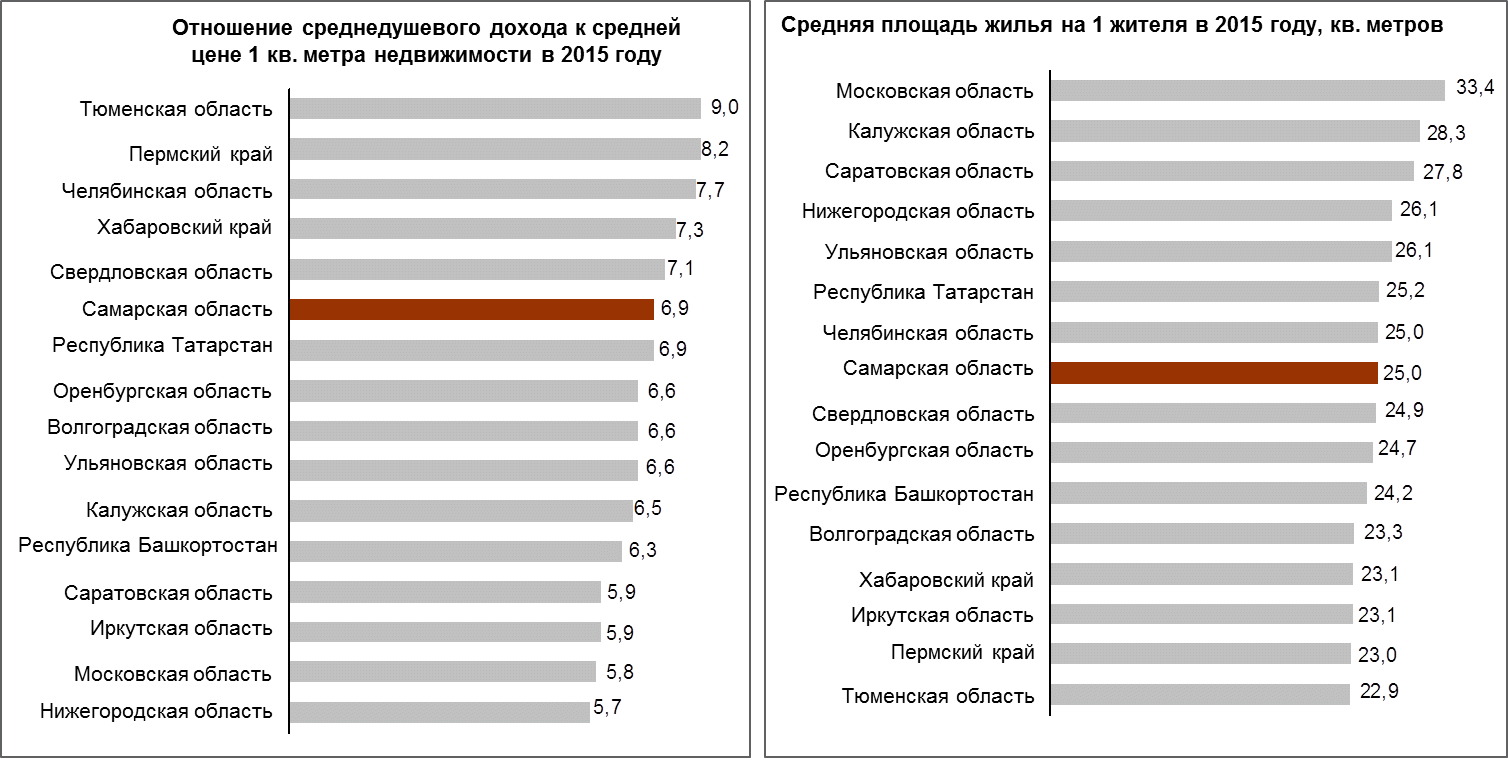 Отношение среднедушевого дохода к средней
цене 1 кв. метра недвижимости в 2015 году
Тюменская область 9,0
Пермский край 8,2
Челябинская область 7,7
Хабаровский край 7,3
Свердловская область 7,1
Самарская область 6,9
Республика Татарстан 6,9
Оренбургская область 6,6
Волгоградская область 6,6
Ульяновская область 6,6
Калужская область 6,5
Республика Башкортостан 6,3
Саратовская область 5,9
Иркутская область 5,9
Московская область 5,8
Нижегородская область 5,7
Средняя площадь жилья на 1 жителя в 2015 году, кв. метров
Московская область 33,4
Калужская область 28,3
Саратовская область 27,8
Нижегородская область 26,1
Ульяновская область 26,1
Республика Татарстан 25,2
Челябинская область 25,0
Самарская область 25,0
Свердловская область 24,9
Оренбургская область 24,7
Республика Башкортостан 24,2
Волгоградская область 23,3
Хабаровский край 23,1
Иркутская область 23,1
Пермский край 23,0
Тюменская область 22,9